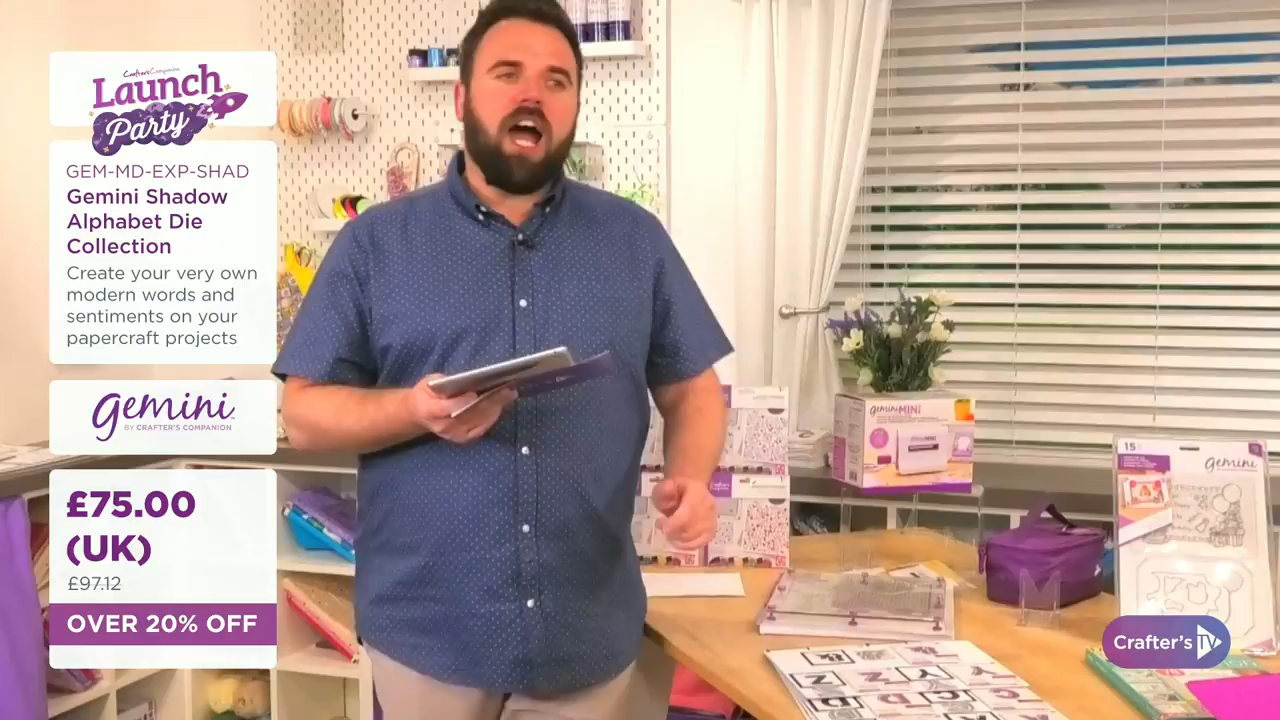 Crafter's Companion
Launch
Party
GEM-MD-EXP-SHAD
Gemini Shadow
Alphabet Die
Collection
Create your very own
modern words and
sentiments on your
papercraft projects
gemini
BY CRAFTER'S COMPANION
£75.00
(UK)
£97.12
OVER 20% OFF
geminiMINI
15
gemini
Crafter's TV